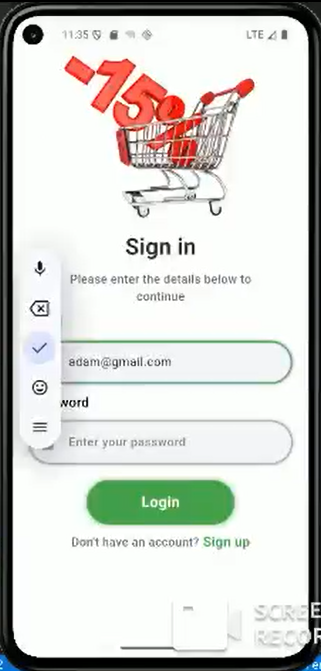 11:35
LTE
-15%
Sign in
Please enter the details below to
continue
adam@gmail.com
word
Enter your password
Login
Don't have an account? Sign up
SCREE
RECOR